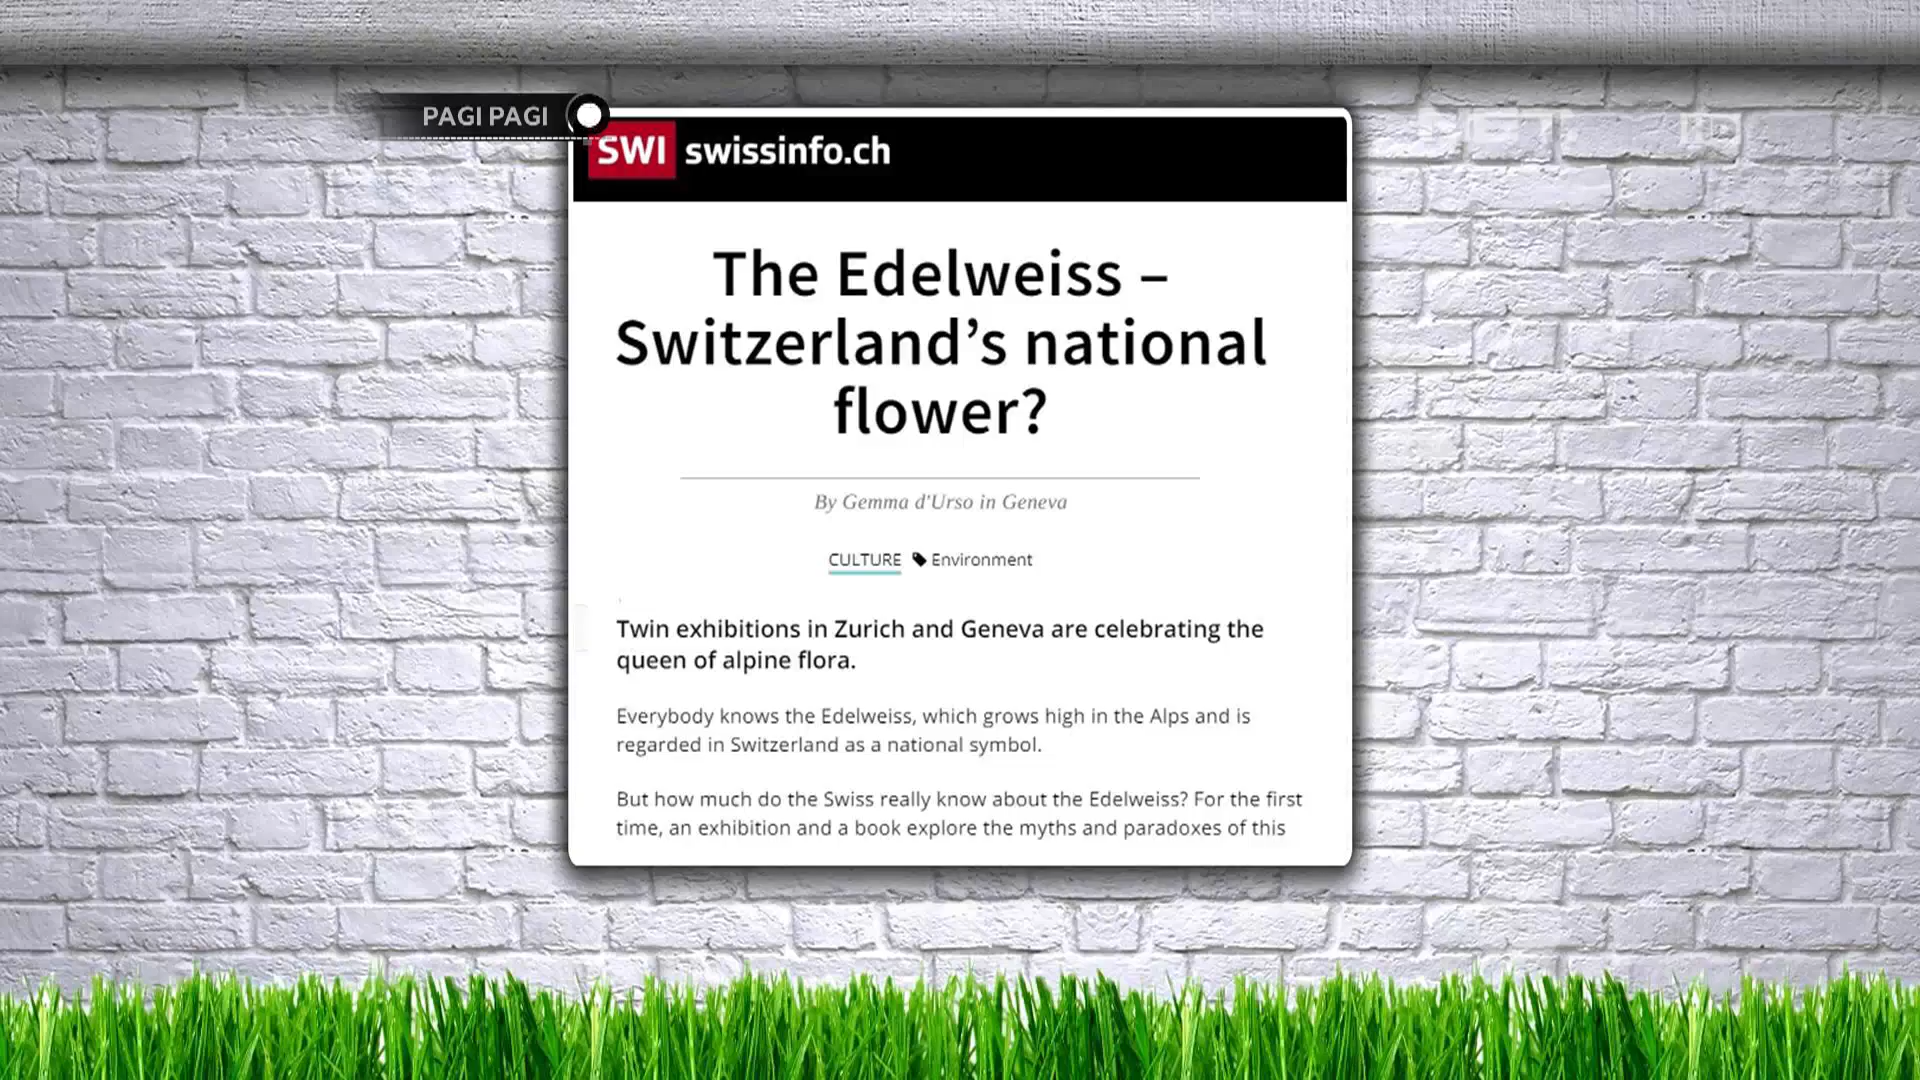 PAGI PAGI
SWI swissinfo.ch
The Edelweiss –
Switzerland’s national
flower?
By Gemma d'Urso in Geneva
CULTURE Environment
Twin exhibitions in Zurich and Geneva are celebrating the
queen of alpine flora.
Everybody knows the Edelweiss, which grows high in the Alps and is
regarded in Switzerland as a national symbol.
But how much do the Swiss really know about the Edelweiss? For the first
time, an exhibition and a book explore the myths and paradoxes of this